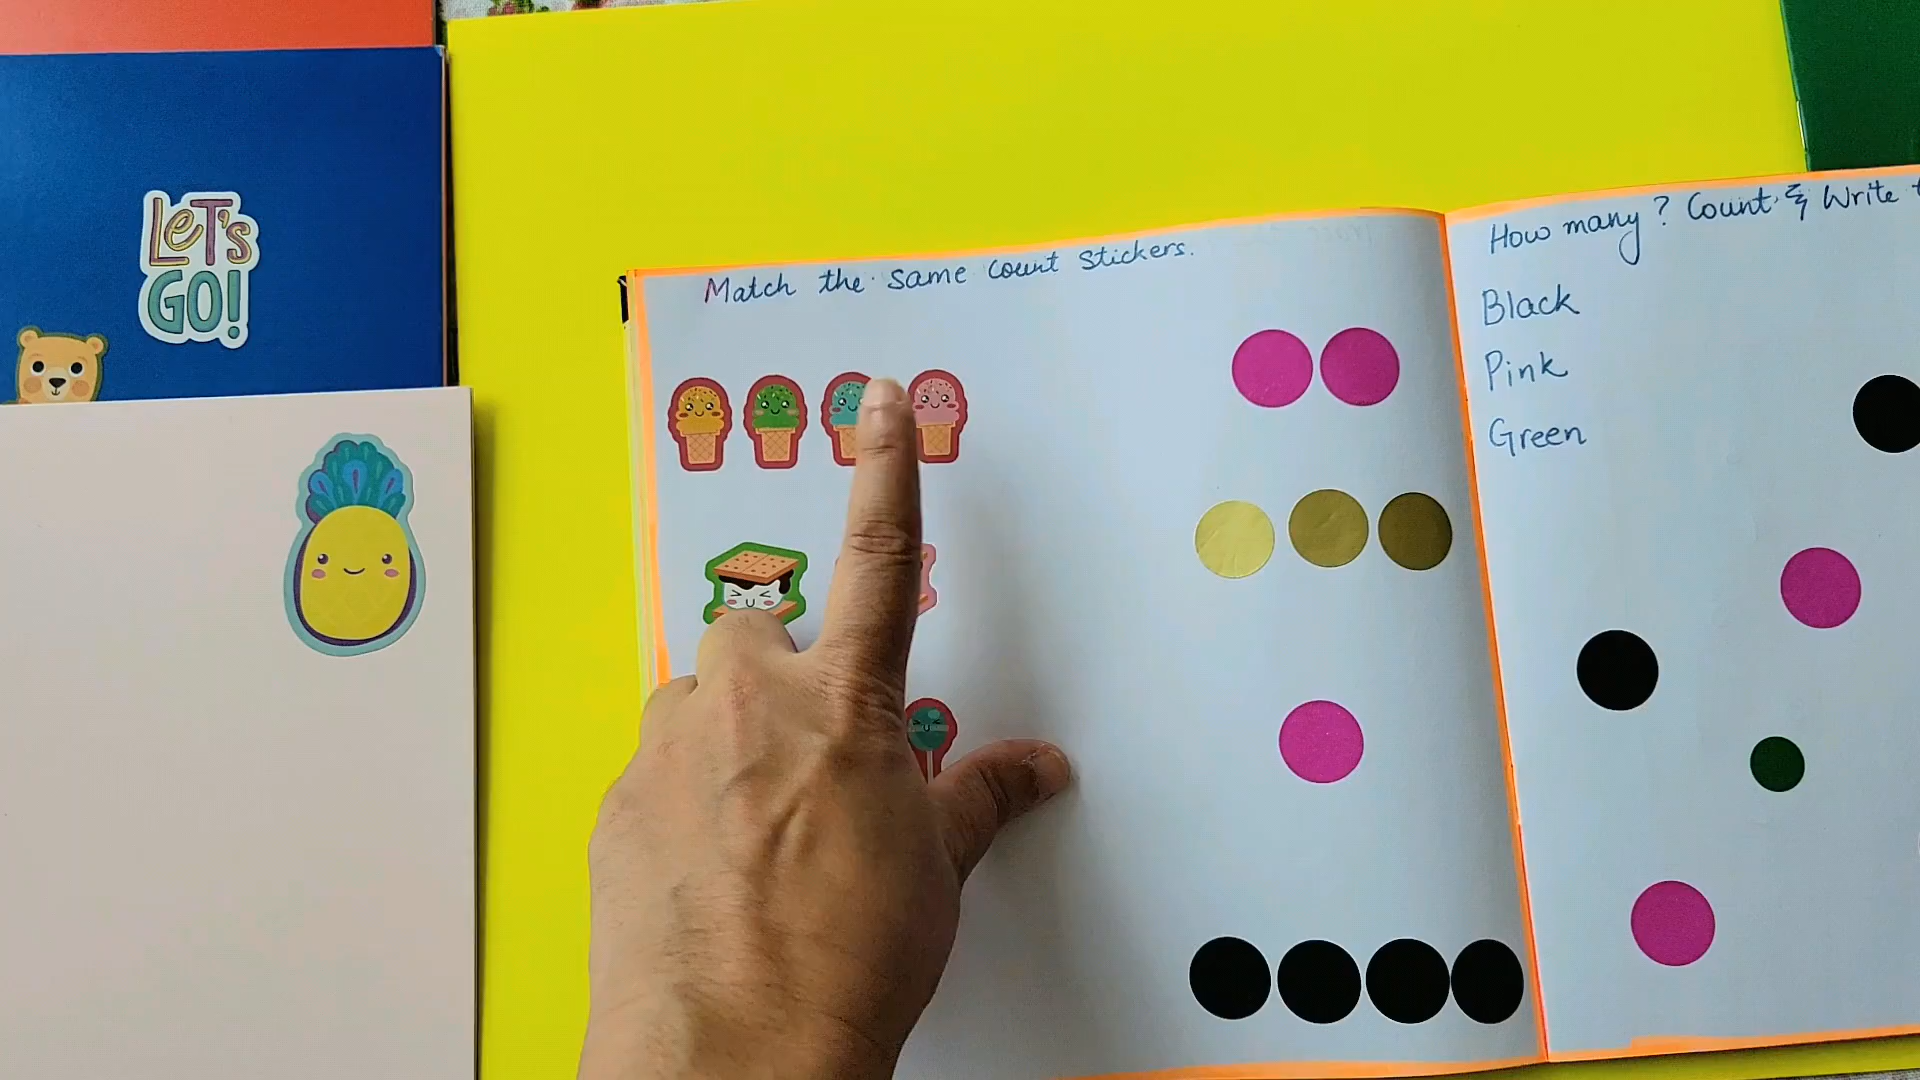 LET'S
GO!
Match the same count stickers.
How many? Count & Write
Black
Pink
Green